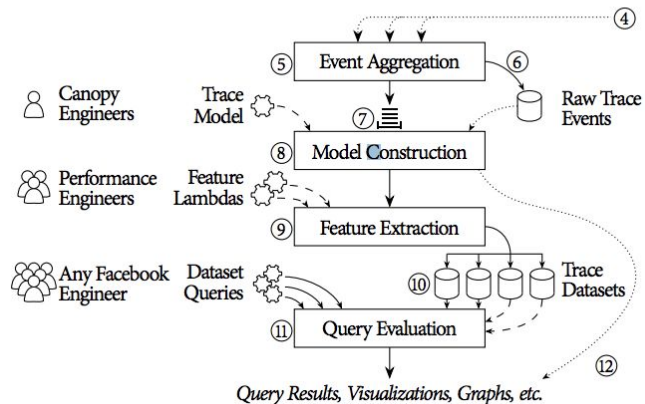 ④
⑤ Event Aggregation ⑥
Canopy
Engineers
Trace
Model
⑦
Raw Trace
Events
⑧ Model Construction
Performance
Engineers
Feature
Lambdas
⑨ Feature Extraction
Any Facebook
Engineer
Dataset
Queries
⑩
Trace
Datasets
⑪ Query Evaluation
⑫
Query Results, Visualizations, Graphs, etc.